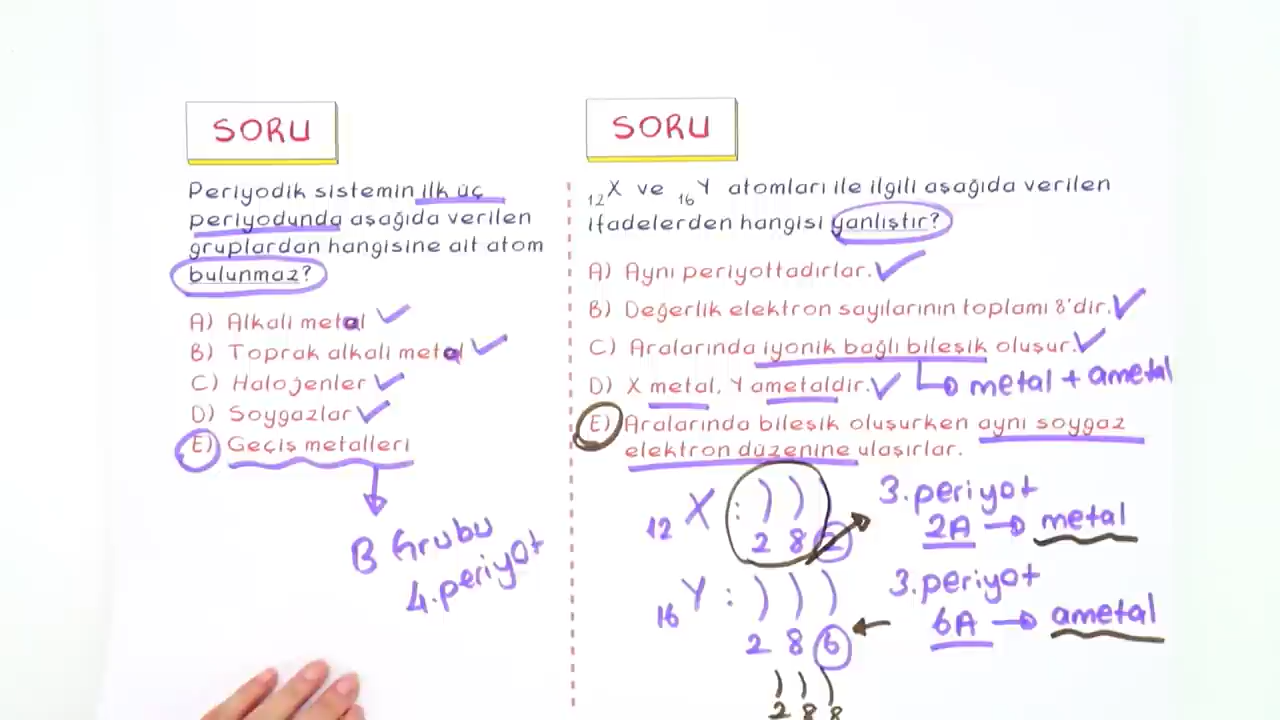 SORU
Periyodik sistemin ilk üç
periyodunda aşağıda verilen
gruplardan hangisine ait atom
bulunmaz?
A) Alkali metal
B) Toprak alkali metal
C) Halojenler
D) Soygazlar
E) Geçiş metalleri
B Grubu
4.periyot
SORU
12X ve 16Y atomları ile ilgili aşağıda verilen
ifadelerden hangisi yanlıştır?
A) Aynı periyottadırlar.
B) Değerlik elektron sayılarının toplamı 8'dir.
C) Aralarında iyonik bağlı bileşik oluşur.
metal + ametal
D) X metal, Y ametaldir.
E) Aralarında bileşik oluşurken aynı soygaz
elektron düzenine ulaşırlar.
12 X : ) ) )
2 8 2
3.periyot
2A → metal
16 Y : ) ) )
2 8 6
3.periyot
6A → ametal
) ) )
2 8 8